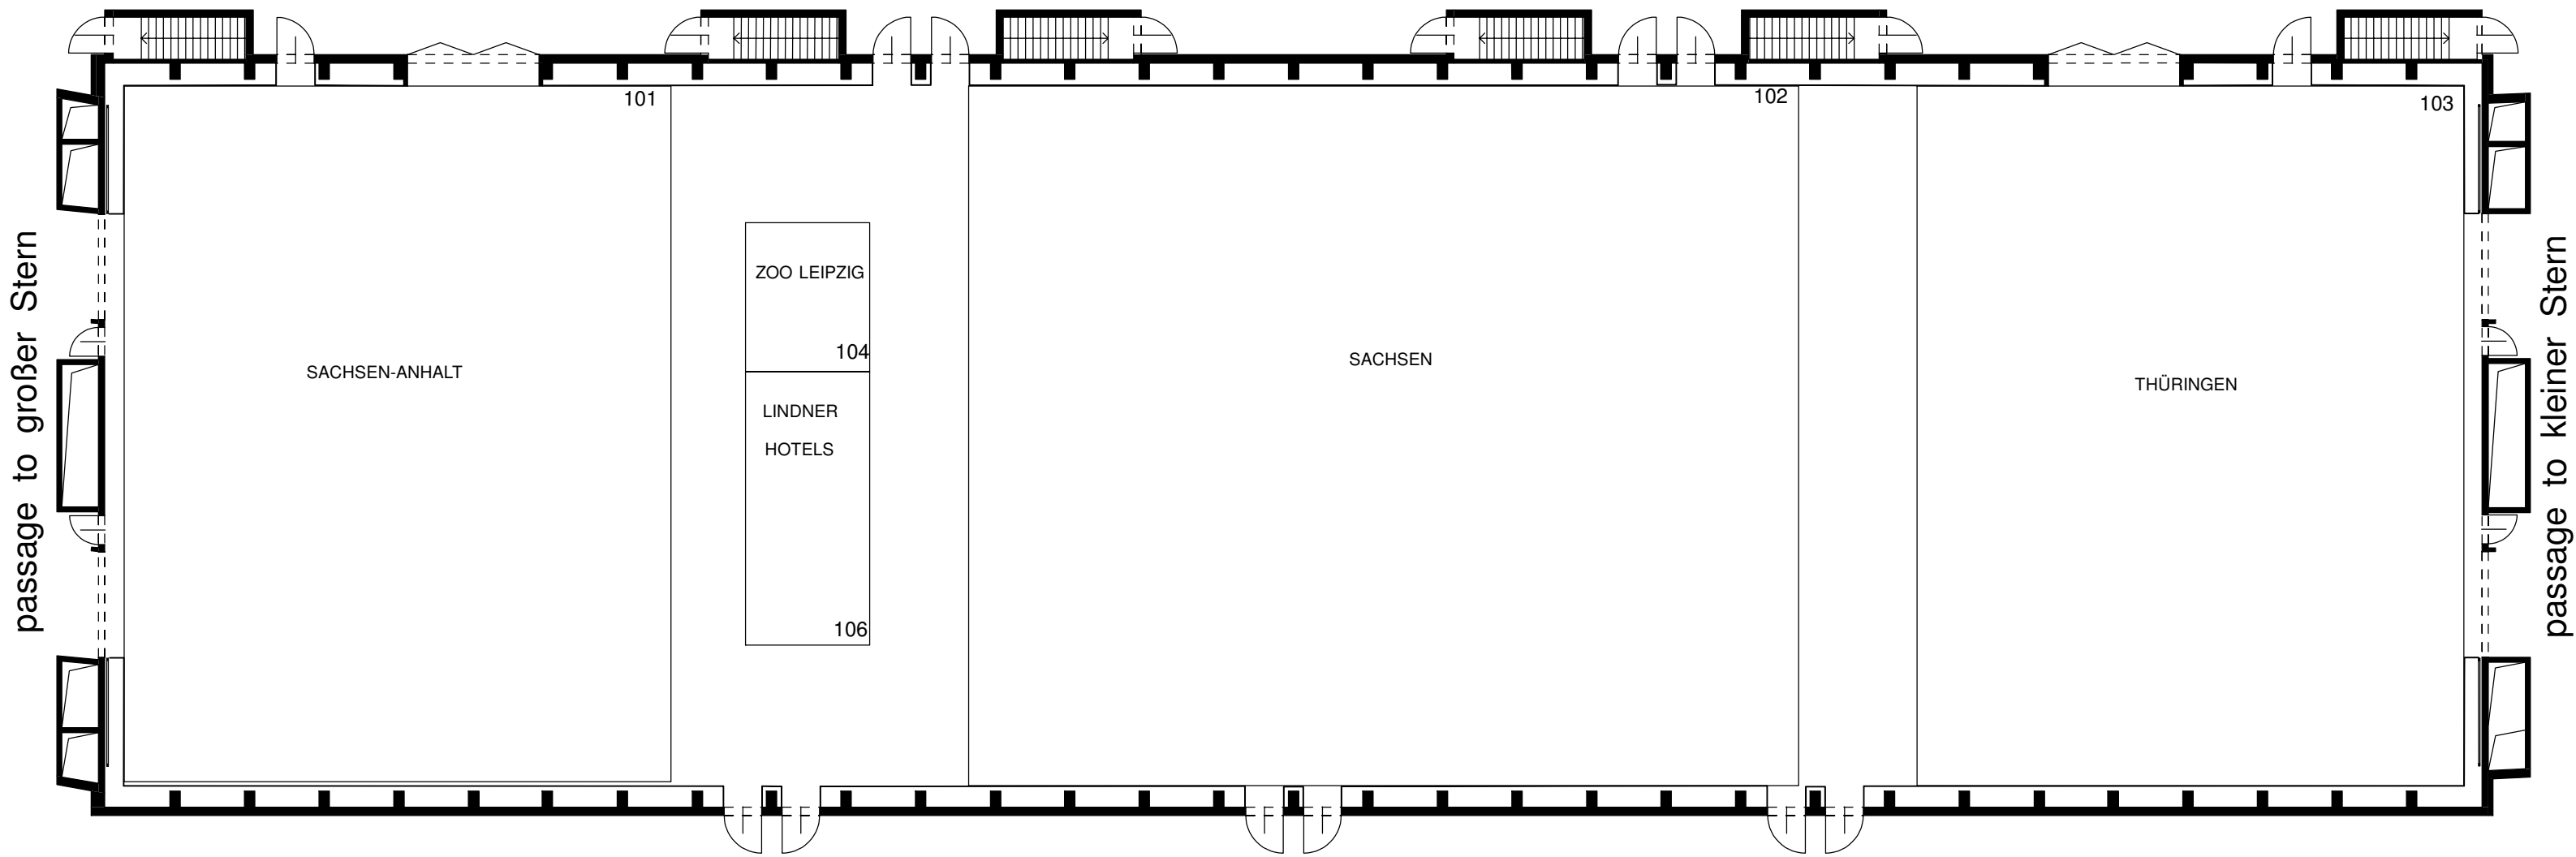 101
102
103
passage to großer Stern
ZOO LEIPZIG
104
SACHSEN-ANHALT
LINDNER
HOTELS
106
SACHSEN
THÜRINGEN
passage to kleiner Stern